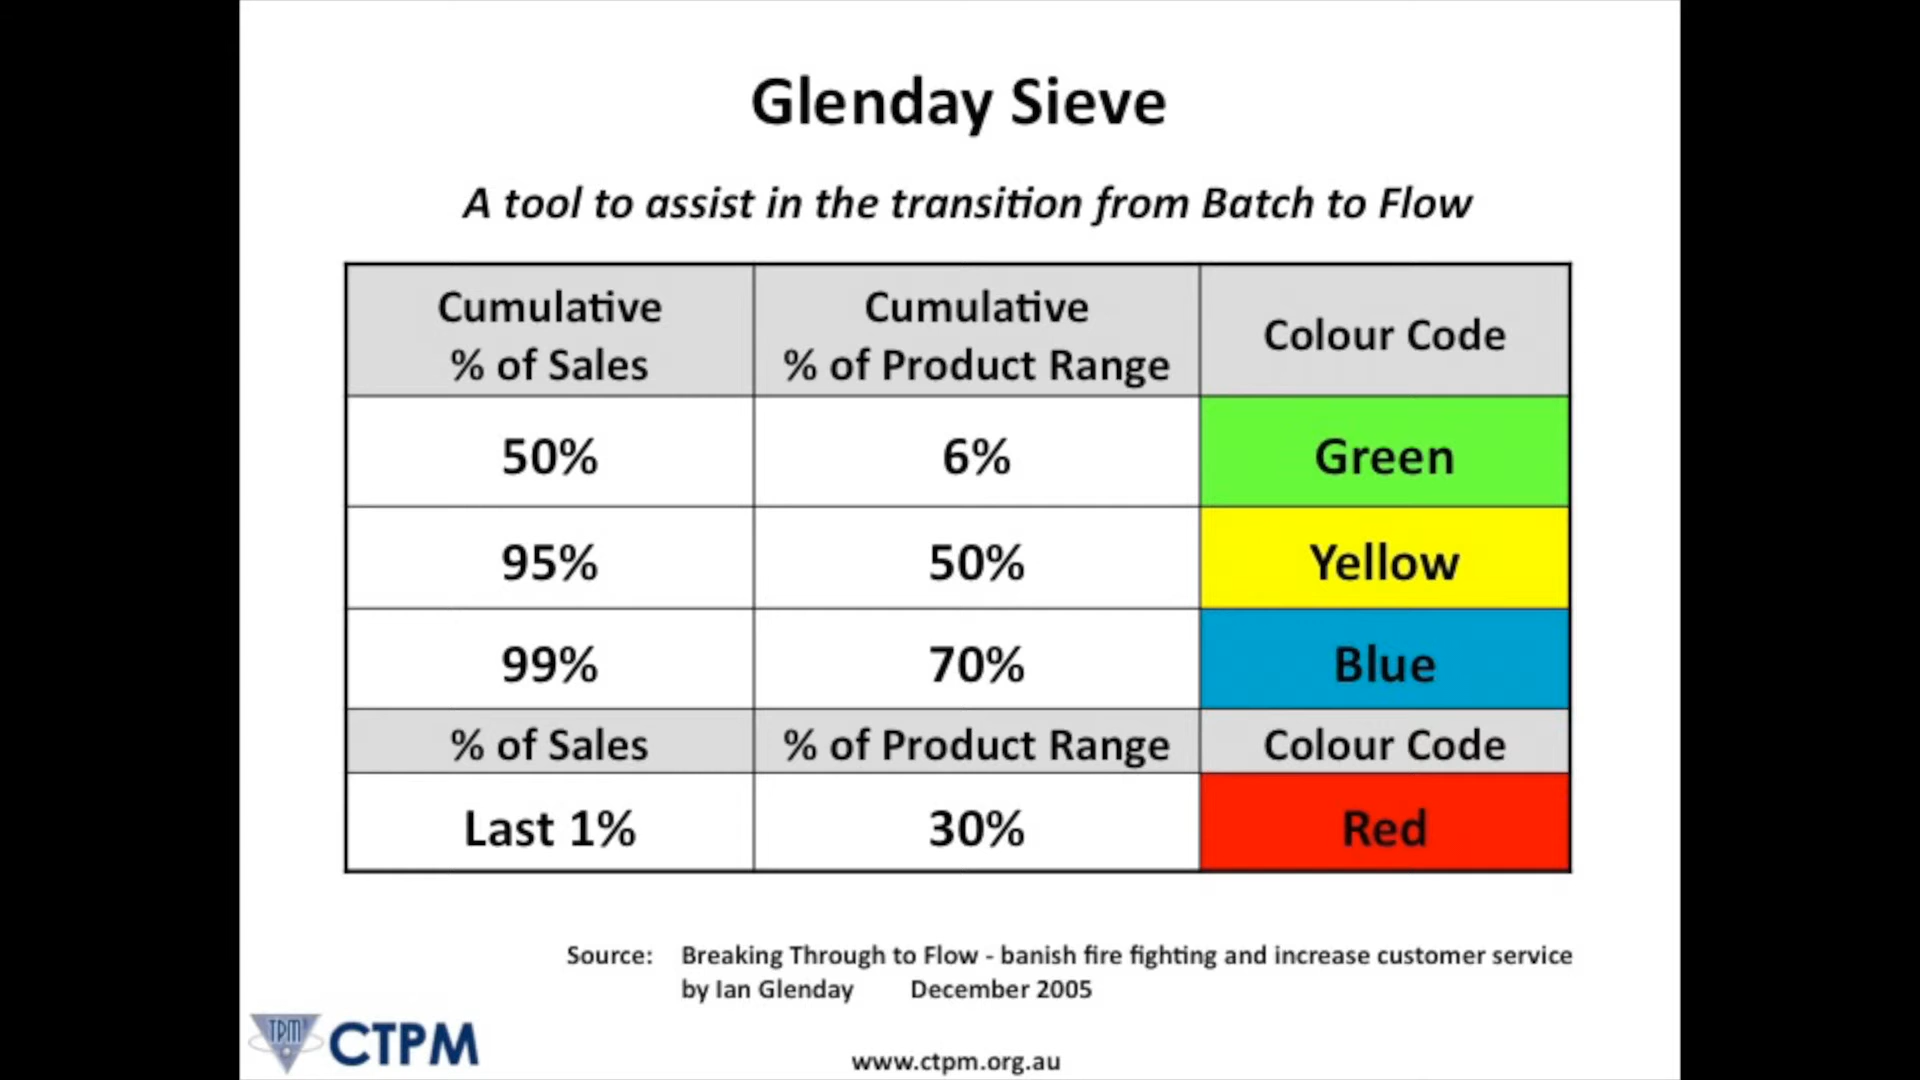 Glenday Sieve
A tool to assist in the transition from Batch to Flow
Cumulative
% of Sales
Cumulative
% of Product Range
Colour Code
50%
6%
Green
95%
50%
Yellow
99%
70%
Blue
% of Sales
% of Product Range
Colour Code
Last 1%
30%
Red
Source: Breaking Through to Flow - banish fire fighting and increase customer service
by Ian Glenday December 2005
TPM CTPM
www.ctpm.org.au